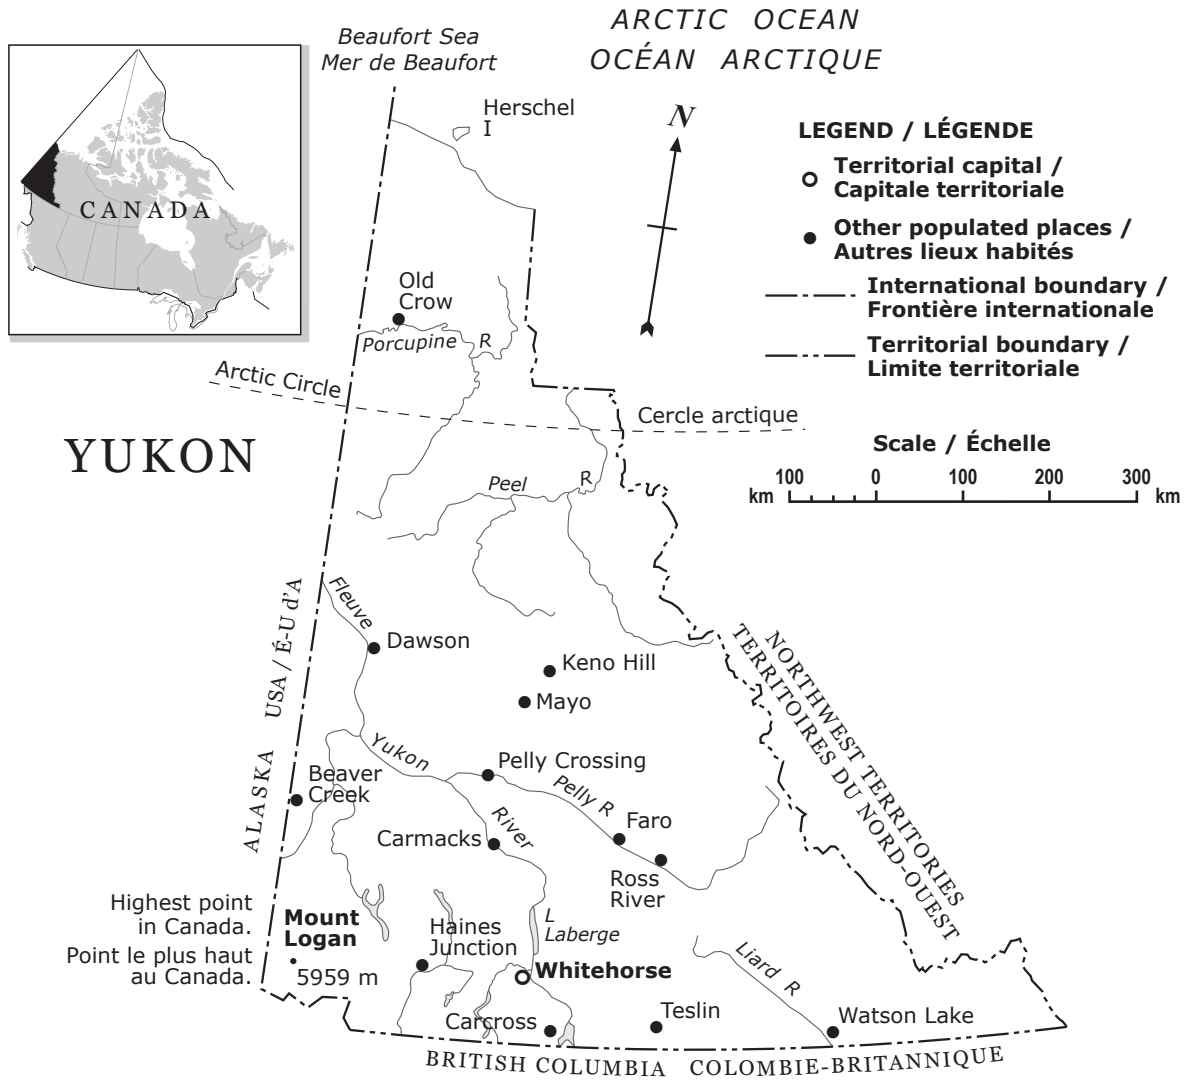 ARCTIC OCEAN
OCÉAN ARCTIQUE
Beaufort Sea
Mer de Beaufort
CANADA
Herschel
I
N
LEGEND / LÉGENDE
Territorial capital /
Capitale territoriale
Other populated places /
Autres lieux habités
International boundary /
Frontière internationale
Territorial boundary /
Limite territoriale
Scale / Échelle
100 0 100 200 300
km km
Old
Crow
Porcupine R
Arctic Circle
Cercle arctique
YUKON
Peel R
Fleuve
Dawson
Keno Hill
Mayo
ALASKA USA / É-U d'A
NORTHWEST TERRITORIES
TERRITOIRES DU NORD-OUEST
Yukon River
Pelly Crossing
Pelly R
Beaver
Creek
Carmacks
Faro
Ross
River
Highest point
in Canada.
Point le plus haut
au Canada.
Mount
Logan
5959 m
Haines
Junction
L
Laberge
Whitehorse
Liard R
Carcross
Teslin
Watson Lake
BRITISH COLUMBIA COLOMBIE-BRITANNIQUE